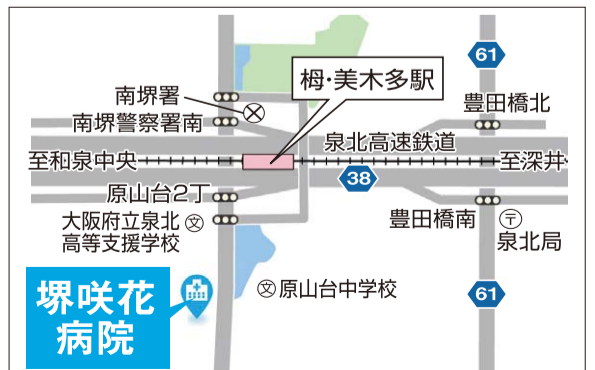 61
栂・美木多駅
南堺署
豊田橋北
南堺警察署南
泉北高速鉄道
至和泉中央
至深井
38
原山台2丁
大阪府立泉北
高等支援学校
文
豊田橋南
〒
泉北局
堺咲花
病院
文
原山台中学校
61